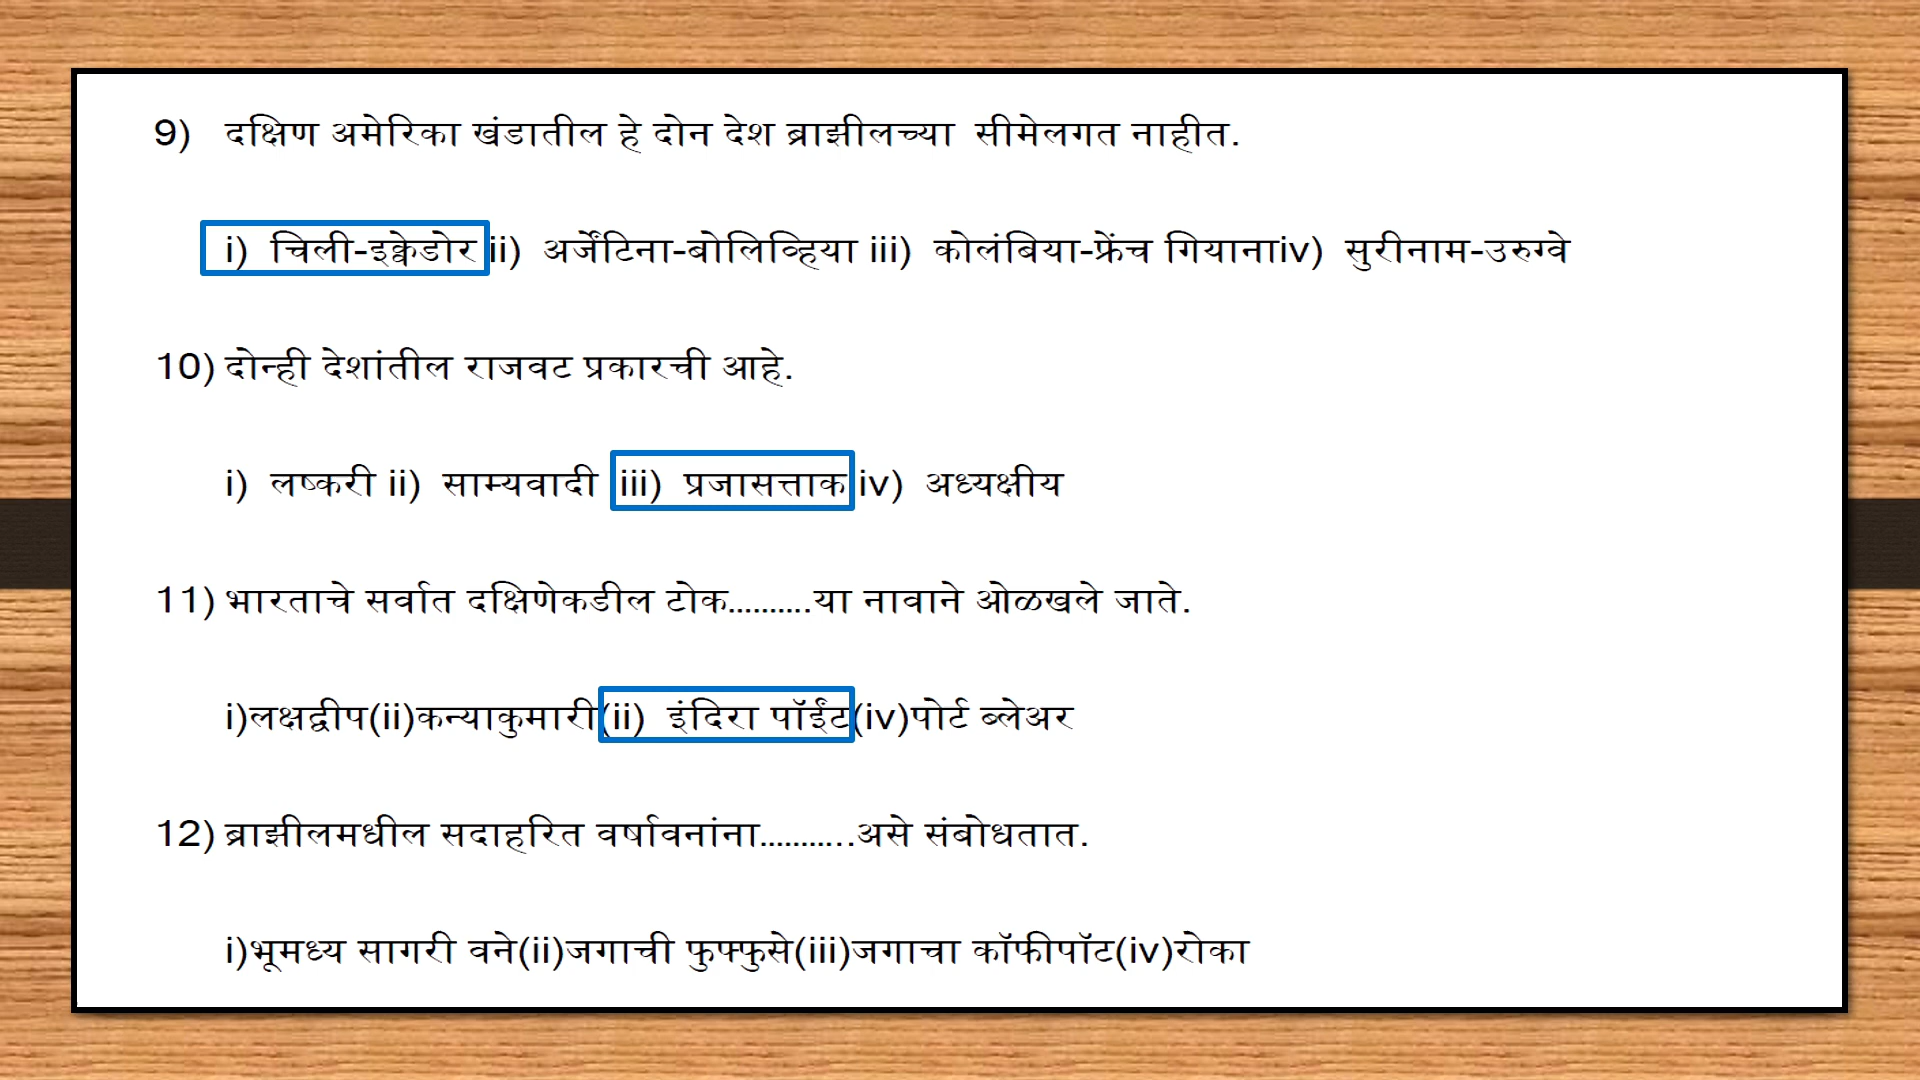 9) दक्षिण अमेरिका खंडातील हे दोन देश ब्राझीलच्या सीमेलगत नाहीत.
i) चिली-इक्वेडोर ii) अर्जेंटिना-बोलिव्हिया iii) कोलंबिया-फ्रेंच गियानाiv) सुरीनाम-उरुग्वे
10) दोन्ही देशांतील राजवट प्रकारची आहे.
i) लष्करी ii) साम्यवादी iii) प्रजासत्ताक iv) अध्यक्षीय
11) भारताचे सर्वात दक्षिणेकडील टोक..........या नावाने ओळखले जाते.
i)लक्षद्वीप(ii)कन्याकुमारी(ii) इंदिरा पॉईंट(iv)पोर्ट ब्लेअर
12) ब्राझीलमधील सदाहरित वर्षावनांना...........असे संबोधतात.
i)भूमध्य सागरी वने(ii)जगाची फुफ्फुसे(iii)जगाचा कॉफीपॉट(iv)रोका